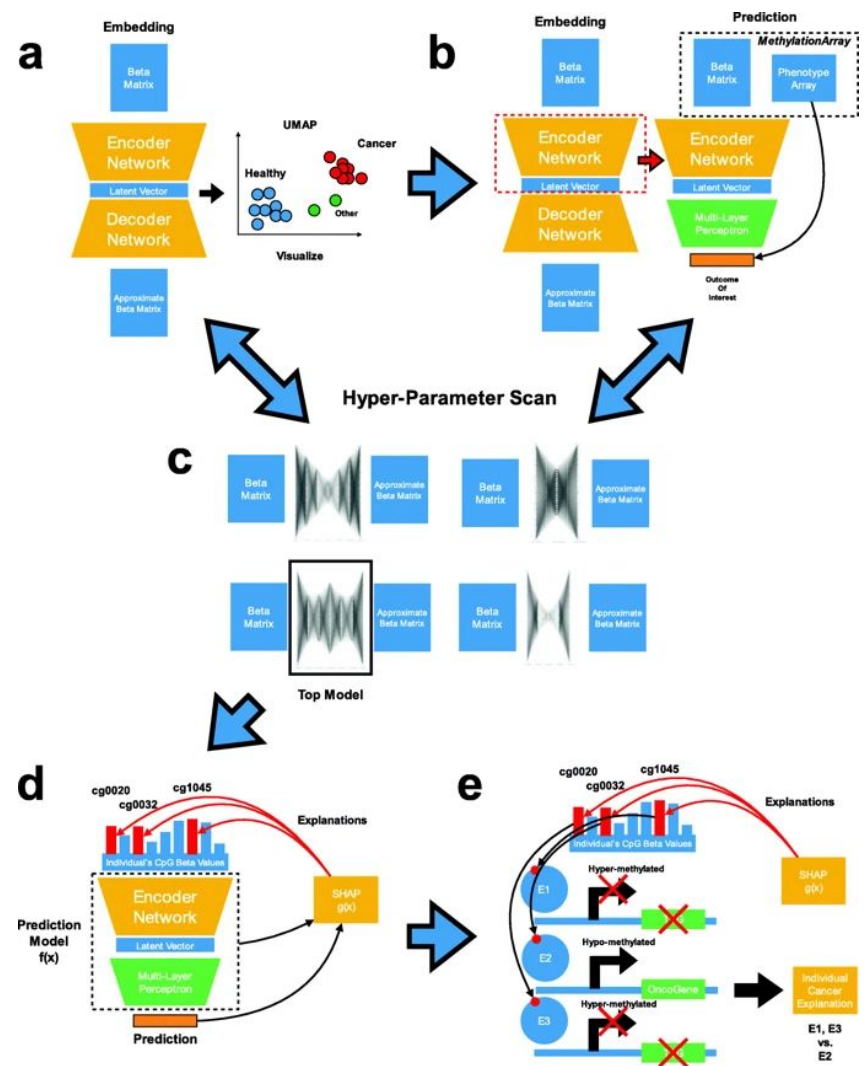 a
Embedding
Beta
Matrix
Encoder
Network
Latent Vector
Decoder
Network
Approximate
Beta Matrix
UMAP
Cancer
Healthy
Other
Visualize
b
Embedding
Beta
Matrix
Encoder
Network
Latent Vector
Decoder
Network
Approximate
Beta Matrix
Prediction
MethylationArray
Beta
Matrix
Phenotype
Array
Encoder
Network
Latent Vector
Multi-Layer
Perceptron
Outcome
Of
Interest
Hyper-Parameter Scan
c
Beta
Matrix
Approximate
Beta Matrix
Beta
Matrix
Approximate
Beta Matrix
Beta
Matrix
Approximate
Beta Matrix
Beta
Matrix
Approximate
Beta Matrix
Top Model
d
cg0020
cg0032
cg1045
Explanations
Individual's CpG Beta Values
Encoder
Network
Latent Vector
Multi-Layer
Perceptron
Prediction
Model
f(x)
SHAP
g(x)
Prediction
e
cg0020
cg0032
cg1045
Explanations
Individual's CpG Beta Values
SHAP
g(x)
E1
Hyper-methylated
E2
Hypo-methylated
OncoGene
E3
Hyper-methylated
Individual
Cancer
Explanation
E1, E3
vs.
E2